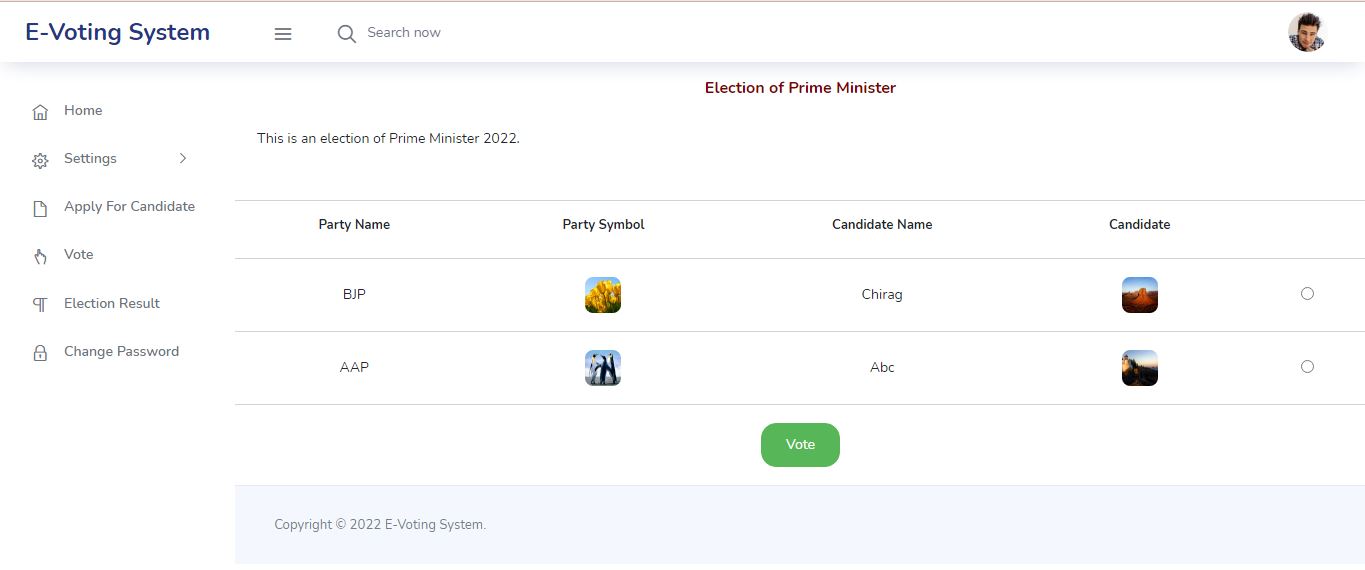 E-Voting System
Search now
Election of Prime Minister
Home
This is an election of Prime Minister 2022.
Settings
Apply For Candidate
Party Name Party Symbol Candidate Name Candidate
Vote
BJP Chirag
Election Result
Change Password
AAP Abc
Vote
Copyright © 2022 E-Voting System.